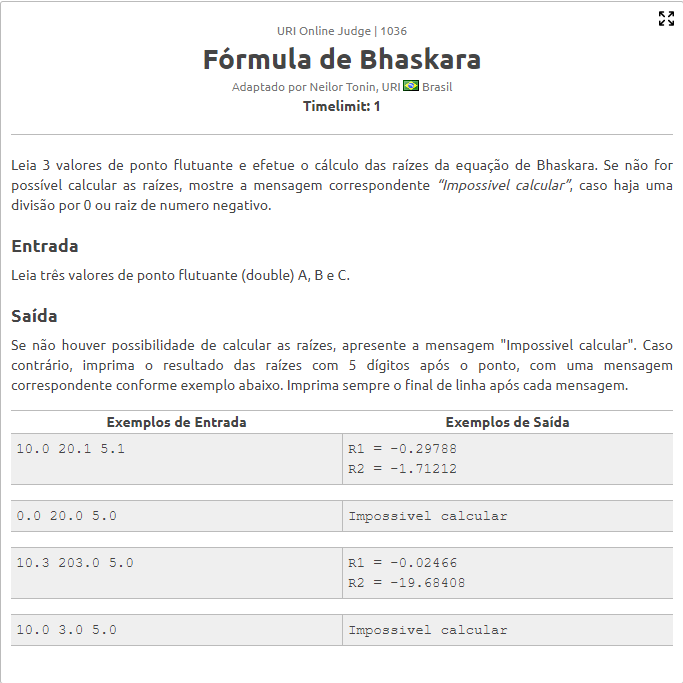 URI Online Judge | 1036
Fórmula de Bhaskara
Adaptado por Neilor Tonin, URI Brasil
Timelimit: 1
Leia 3 valores de ponto flutuante e efetue o cálculo das raízes da equação de Bhaskara. Se não for
possível calcular as raízes, mostre a mensagem correspondente “Impossivel calcular”, caso haja uma
divisão por 0 ou raiz de numero negativo.
Entrada
Leia três valores de ponto flutuante (double) A, B e C.
Saída
Se não houver possibilidade de calcular as raízes, apresente a mensagem "Impossivel calcular". Caso
contrário, imprima o resultado das raízes com 5 dígitos após o ponto, com uma mensagem
correspondente conforme exemplo abaixo. Imprima sempre o final de linha após cada mensagem.
Exemplos de Entrada Exemplos de Saída
10.0 20.1 5.1 R1 = -0.29788
R2 = -1.71212
0.0 20.0 5.0 Impossivel calcular
10.3 203.0 5.0 R1 = -0.02466
R2 = -19.68408
10.0 3.0 5.0 Impossivel calcular